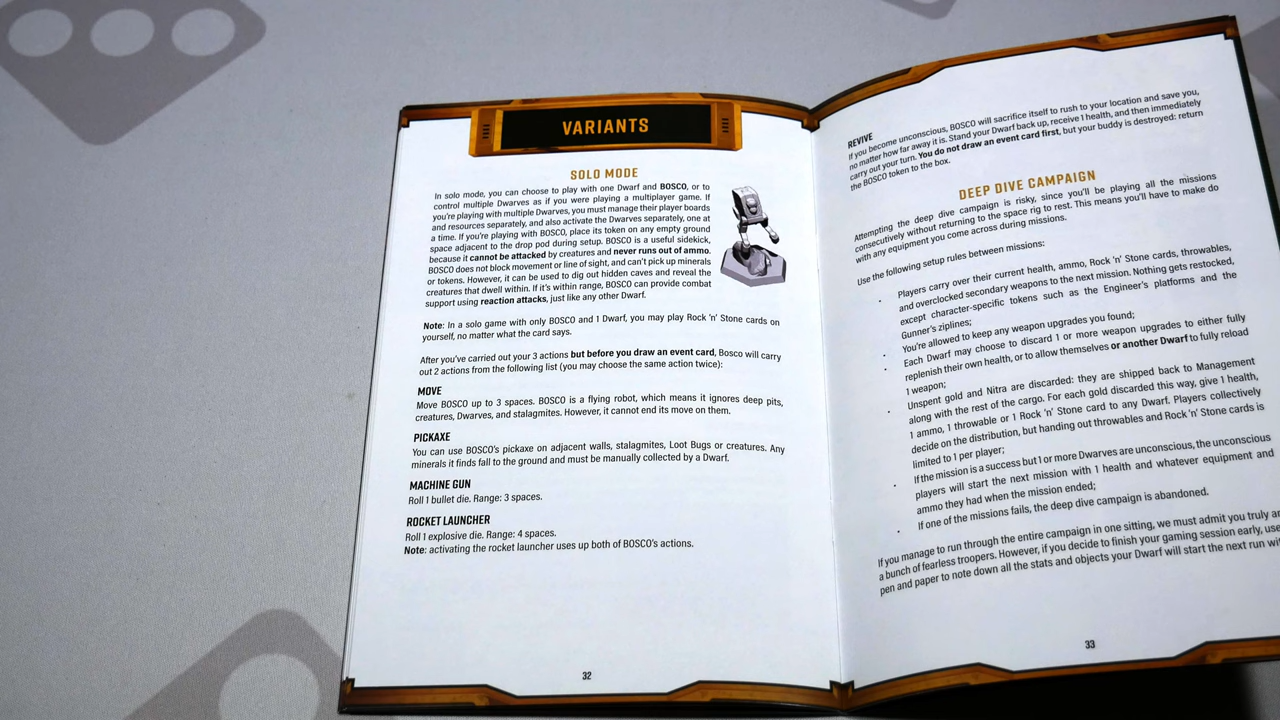 VARIANTS
SOLO MODE
In solo mode, you can choose to play with one Dwarf and BOSCO, or to
control multiple Dwarves as if you were playing a multiplayer game. If
you're playing with multiple Dwarves, you must manage their player boards
and resources separately, and also activate the Dwarves separately, one at
a time. If you're playing with BOSCO, place its token on any empty ground
space adjacent to the drop pod during setup. BOSCO is a useful sidekick,
because it cannot be attacked by creatures and never runs out of ammo.
BOSCO does not block movement or line of sight, and can't pick up minerals
or tokens. However, it can be used to dig out hidden caves and reveal the
creatures that dwell within. If it's within range, BOSCO can provide combat
support using reaction attacks, just like any other Dwarf.
Note: In a solo game with only BOSCO and 1 Dwarf, you may play Rock 'n' Stone cards on
yourself, no matter what the card says.
After you've carried out your 3 actions but before you draw an event card, Bosco will carry
out 2 actions from the following list (you may choose the same action twice):
MOVE
Move BOSCO up to 3 spaces. BOSCO is a flying robot, which means it ignores deep pits,
creatures, Dwarves, and stalagmites. However, it cannot end its move on them.
PICKAXE
You can use BOSCO's pickaxe on adjacent walls, stalagmites, Loot Bugs or creatures. Any
minerals it finds fall to the ground and must be manually collected by a Dwarf.
MACHINE GUN
Roll 1 bullet die. Range: 3 spaces.
ROCKET LAUNCHER
Roll 1 explosive die. Range: 4 spaces.
Note: activating the rocket launcher uses up both of BOSCO's actions.
32
REVIVE
If you become unconscious, BOSCO will sacrifice itself to rush to your location and save you,
no matter how far away it is. Stand your Dwarf back up, receive 1 health, and then immediately
carry out your turn. You do not draw an event card first, but your buddy is destroyed: return
the BOSCO token to the box.
DEEP DIVE CAMPAIGN
Attempting the deep dive campaign is risky, since you'll be playing all the missions
consecutively without returning to the space rig to rest. This means you'll have to make do
with any equipment you come across during missions.
Use the following setup rules between missions:
• Players carry over their current health, ammo, Rock 'n' Stone cards, throwables,
and overclocked secondary weapons to the next mission. Nothing gets restocked,
except character-specific tokens such as the Engineer's platforms and the
Gunner's ziplines;
• You're allowed to keep any weapon upgrades you found;
• Each Dwarf may choose to discard 1 or more weapon upgrades to either fully
replenish their own health, or to allow themselves or another Dwarf to fully reload
1 weapon;
• Unspent gold and Nitra are discarded: they are shipped back to Management
along with the rest of the cargo. For each gold discarded this way, give 1 health,
1 ammo, 1 throwable or 1 Rock 'n' Stone card to any Dwarf. Players collectively
decide on the distribution, but handing out throwables and Rock 'n' Stone cards is
limited to 1 per player;
• If the mission is a success but 1 or more Dwarves are unconscious, the unconscious
players will start the next mission with 1 health and whatever equipment and
ammo they had when the mission ended;
• If one of the missions fails, the deep dive campaign is abandoned.
If you manage to run through the entire campaign in one sitting, we must admit you truly ar
a bunch of fearless troopers. However, if you decide to finish your gaming session early, use
pen and paper to note down all the stats and objects your Dwarf will start the next run wi
33